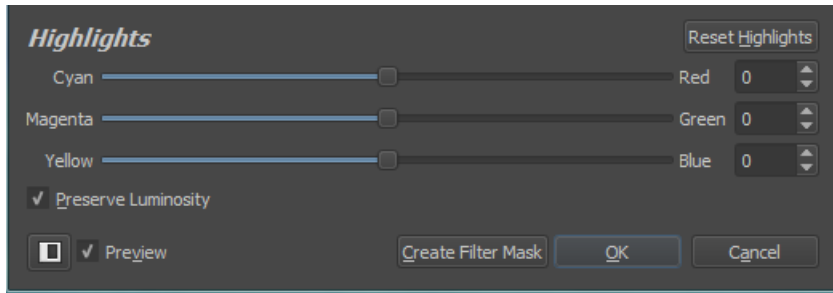 Highlights Reset Highlights
Cyan Red 0
Magenta Green 0
Yellow Blue 0
Preserve Luminosity
Preview Create Filter Mask OK Cancel